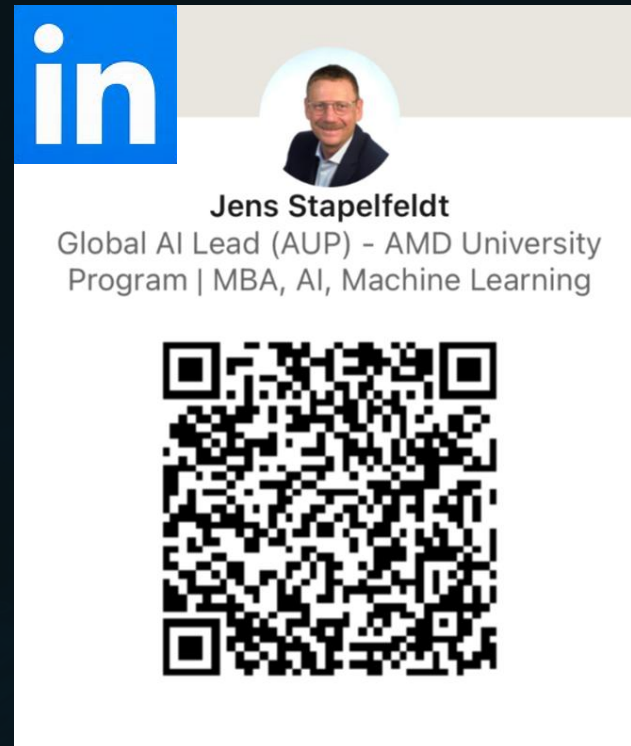 in
Jens Stapelfeldt
Global AI Lead (AUP) - AMD University
Program | MBA, AI, Machine Learning